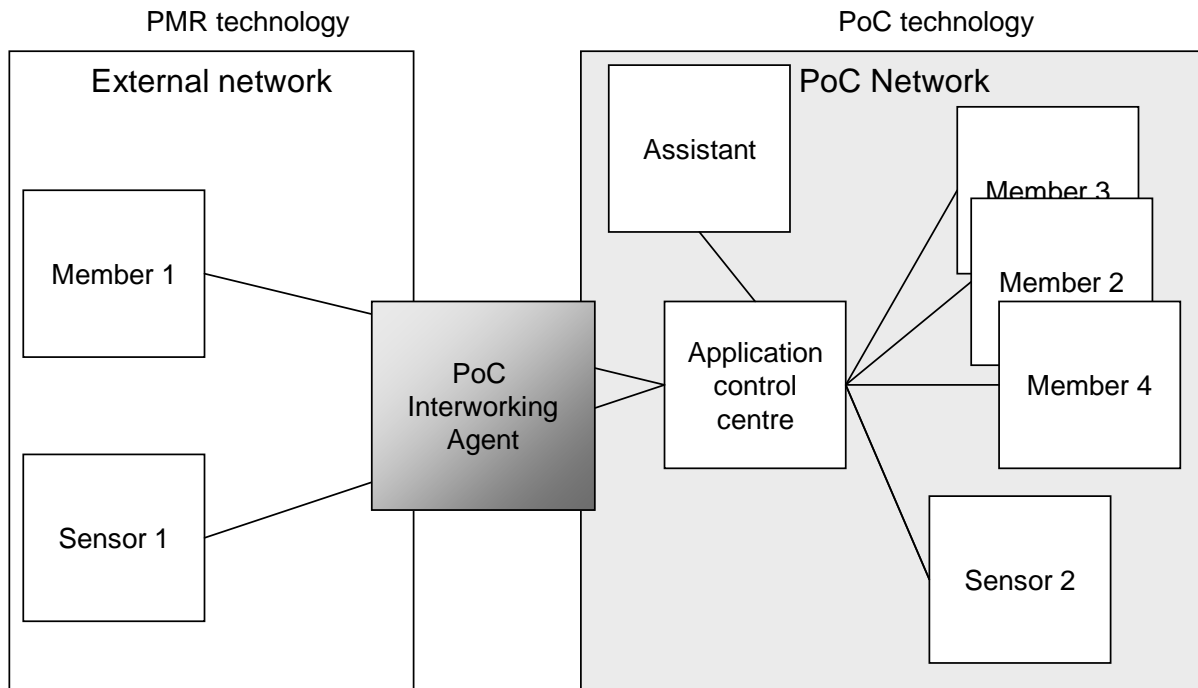 PMR technology
PoC technology
External network
PoC Network
Assistant
Member 3
Member 1
Member 2
PoC
Interworking
Agent
Application
control
centre
Member 4
Sensor 1
Sensor 2